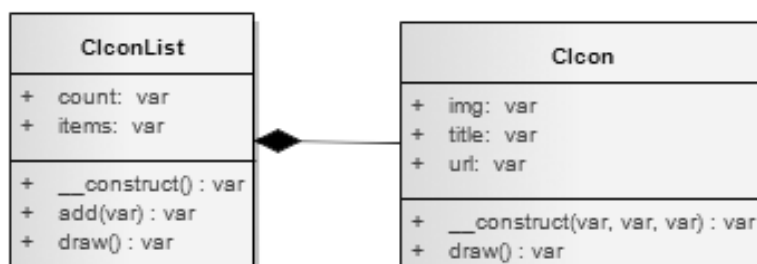 CIconList
+ count: var
+ items: var
+ __construct() : var
+ add(var) : var
+ draw() : var
CIcon
+ img: var
+ title: var
+ url: var
+ __construct(var, var, var) : var
+ draw() : var